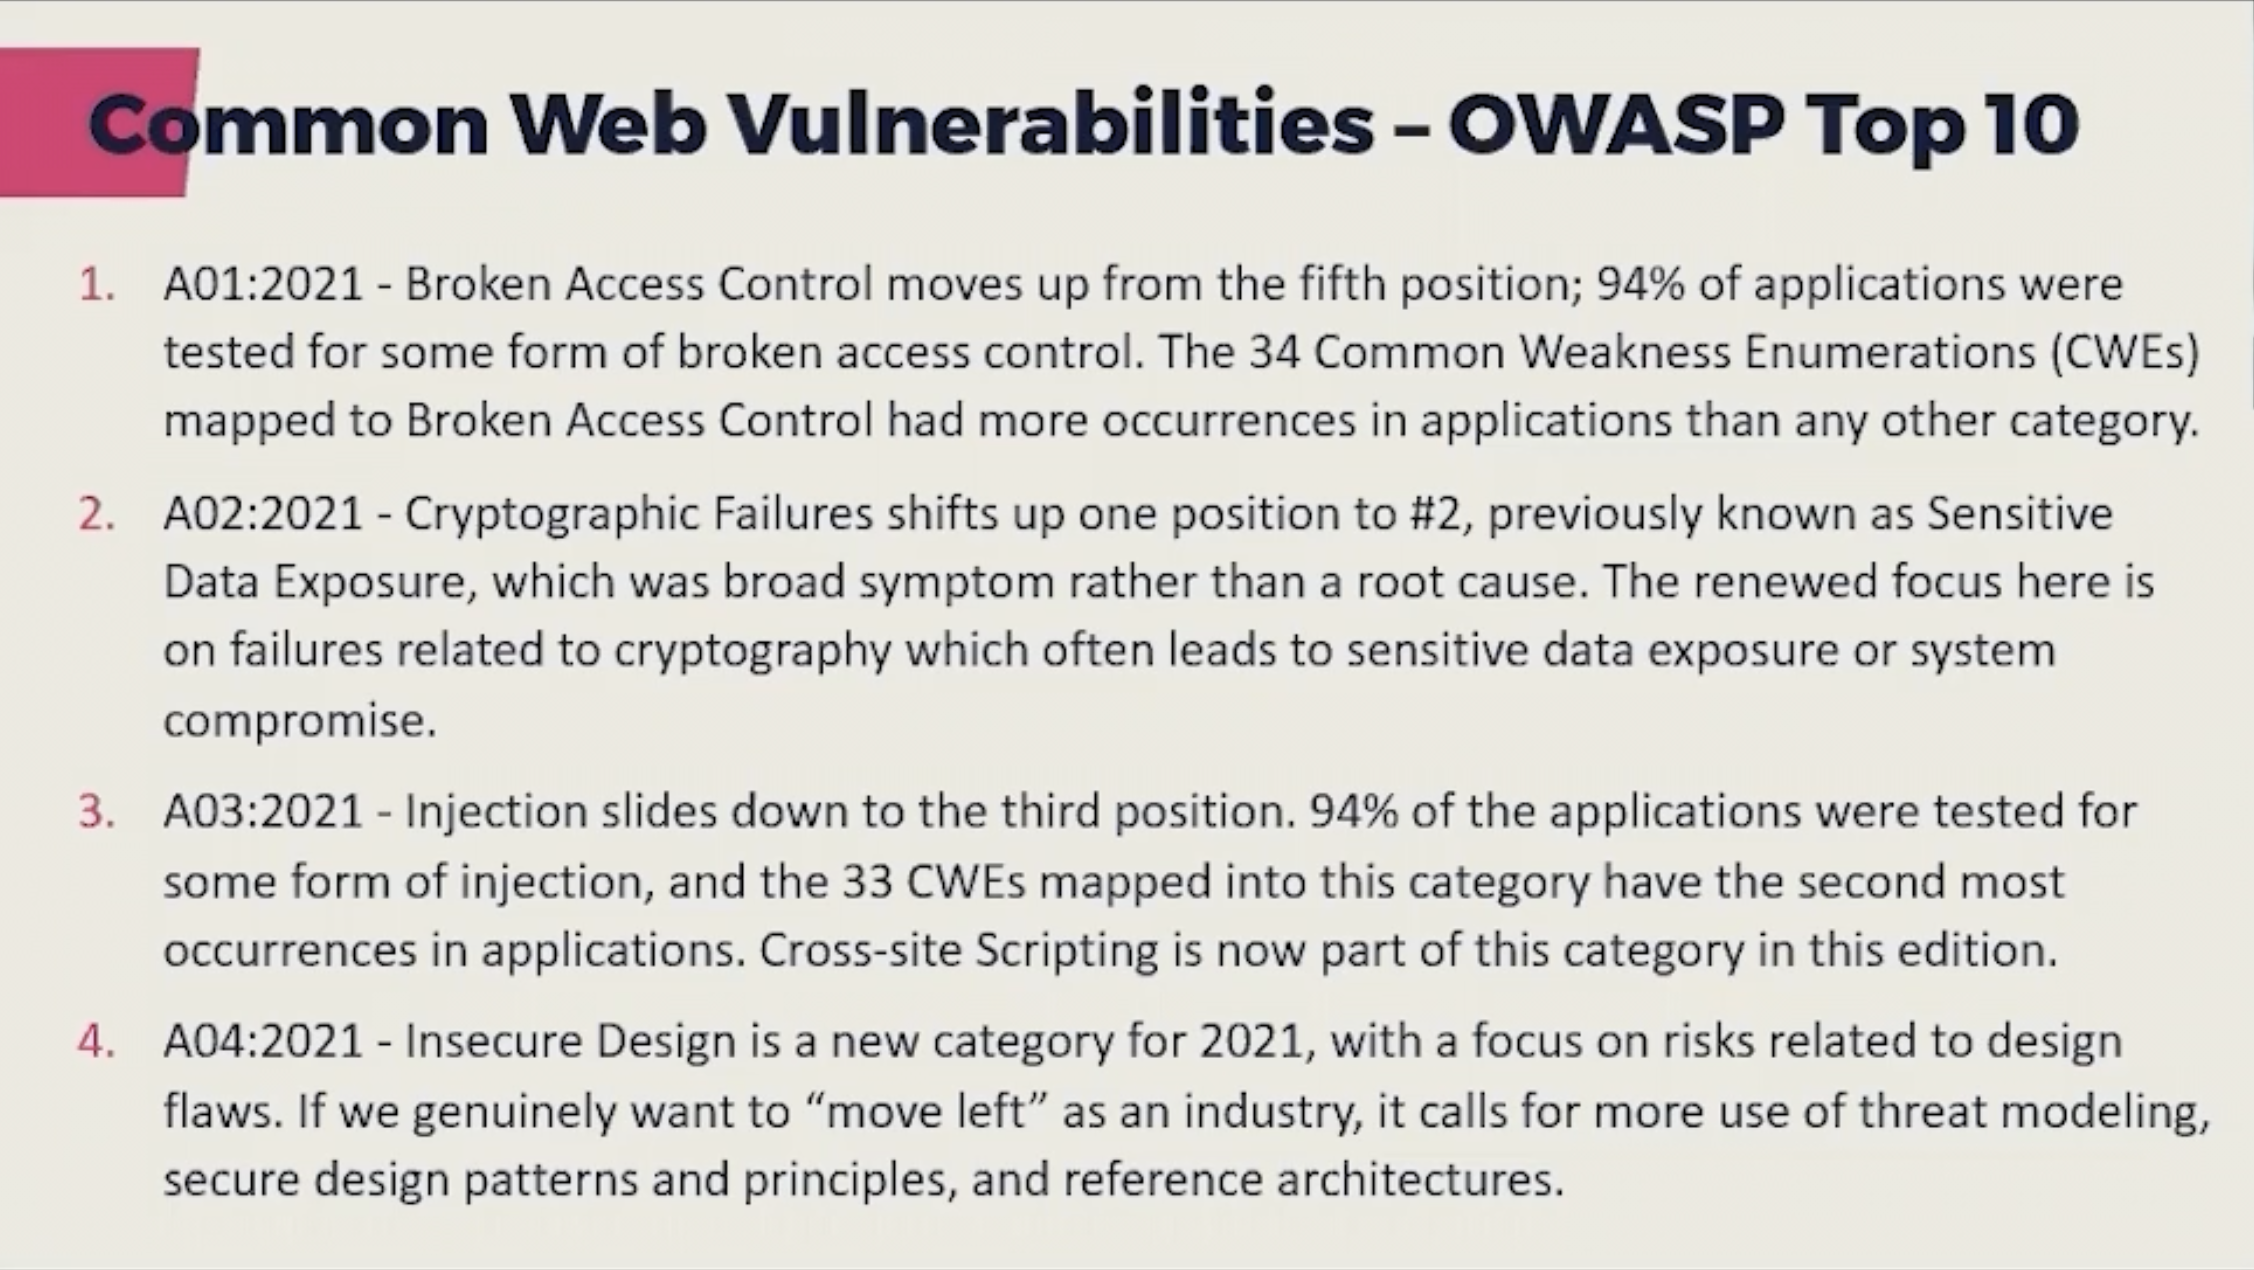 Common Web Vulnerabilities – OWASP Top 10
1. A01:2021 - Broken Access Control moves up from the fifth position; 94% of applications were
tested for some form of broken access control. The 34 Common Weakness Enumerations (CWEs)
mapped to Broken Access Control had more occurrences in applications than any other category.
2. A02:2021 - Cryptographic Failures shifts up one position to #2, previously known as Sensitive
Data Exposure, which was broad symptom rather than a root cause. The renewed focus here is
on failures related to cryptography which often leads to sensitive data exposure or system
compromise.
3. A03:2021 - Injection slides down to the third position. 94% of the applications were tested for
some form of injection, and the 33 CWEs mapped into this category have the second most
occurrences in applications. Cross-site Scripting is now part of this category in this edition.
4. A04:2021 - Insecure Design is a new category for 2021, with a focus on risks related to design
flaws. If we genuinely want to “move left” as an industry, it calls for more use of threat modeling,
secure design patterns and principles, and reference architectures.